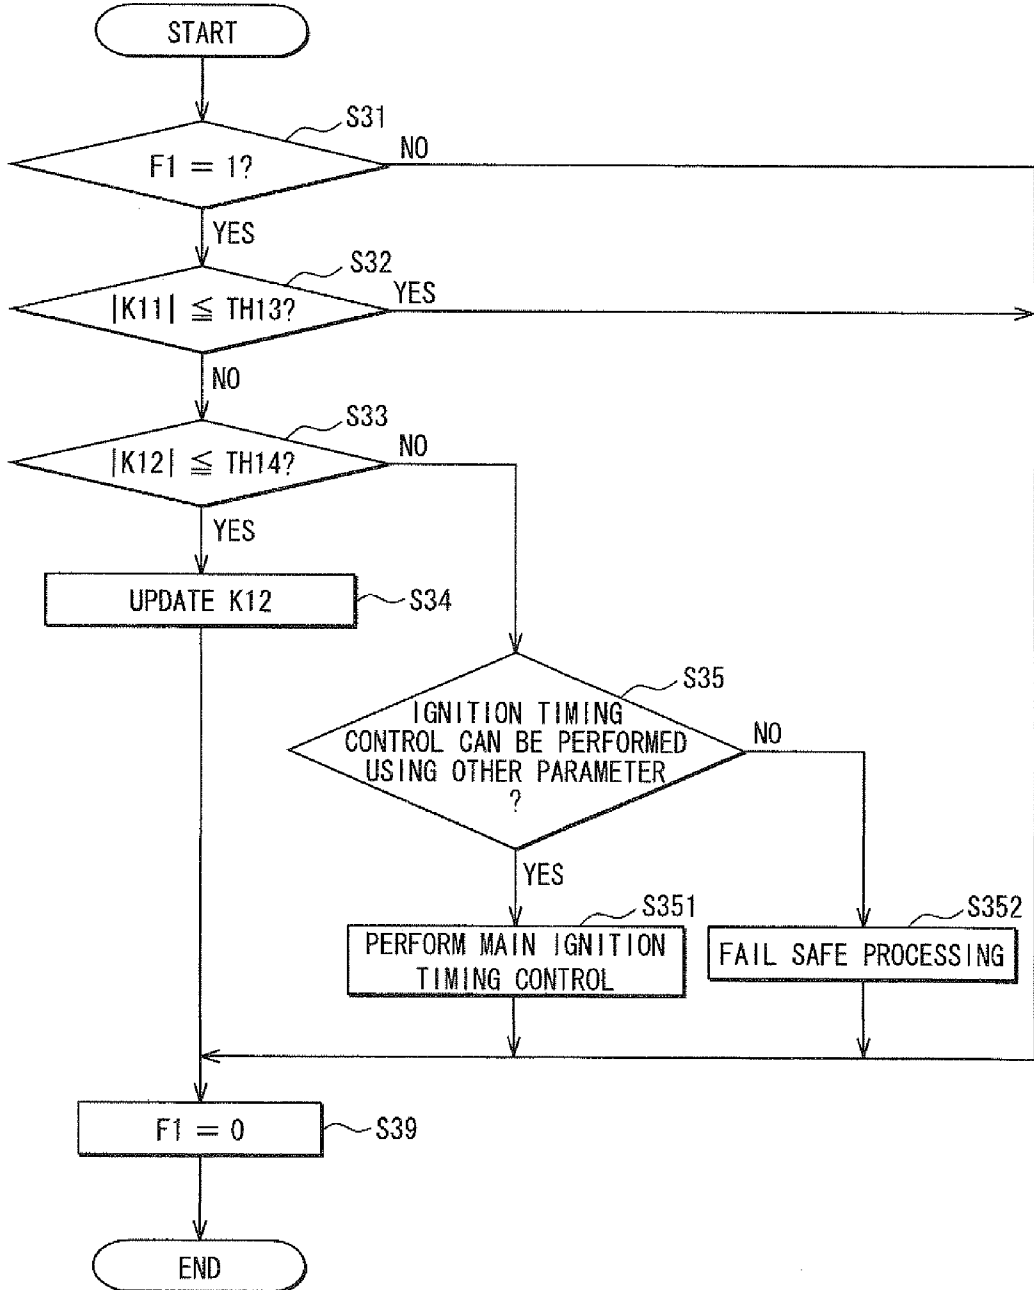 START
S31
F1 = 1?
NO
YES
S32
|K11| ≦ TH13?
YES
NO
S33
|K12| ≦ TH14?
NO
YES
UPDATE K12
S34
S35
IGNITION TIMING
CONTROL CAN BE PERFORMED
USING OTHER PARAMETER
?
NO
YES
S351
PERFORM MAIN IGNITION
TIMING CONTROL
S352
FAIL SAFE PROCESSING
F1 = 0
S39
END